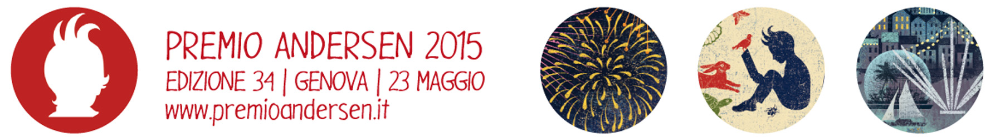 PREMIO ANDERSEN 2015
EDIZIONE 34 | GENOVA | 23 MAGGIO
www.premioandersen.it